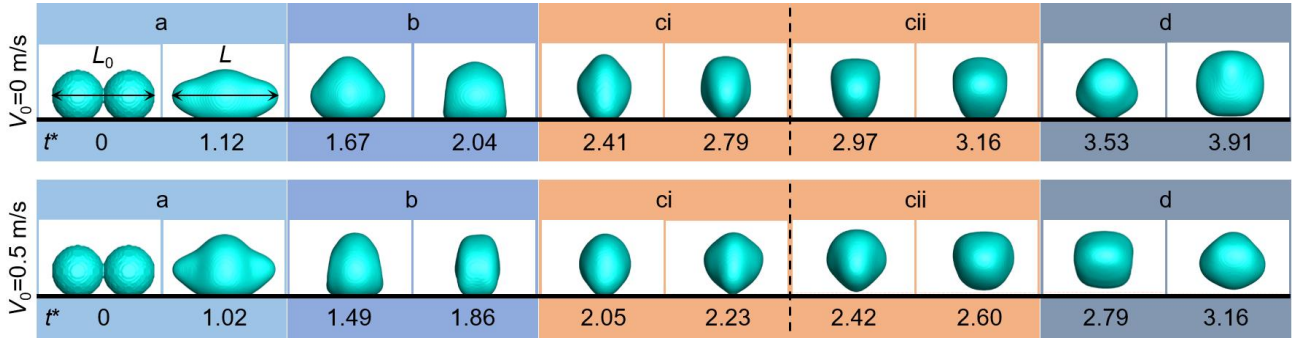 a b ci cii d
V₀=0 m/s
L₀ L
t* 0 1.12 1.67 2.04 2.41 2.79 2.97 3.16 3.53 3.91
a b ci cii d
V₀=0.5 m/s
t* 0 1.02 1.49 1.86 2.05 2.23 2.42 2.60 2.79 3.16